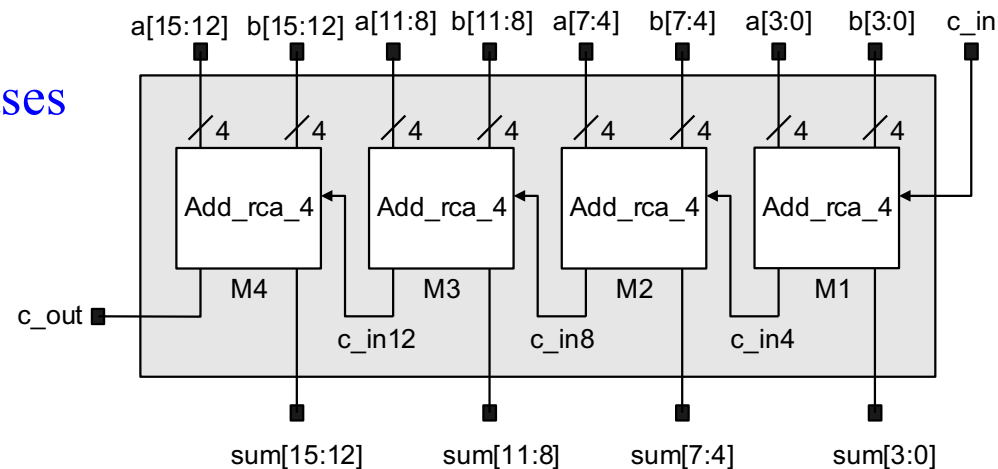 a[15:12] b[15:12] a[11:8] b[11:8] a[7:4] b[7:4] a[3:0] b[3:0] c_in
ses
4 4 4 4 4 4 4 4
Add_rca_4 Add_rca_4 Add_rca_4 Add_rca_4
M4 M3 M2 M1
c_out
c_in12 c_in8 c_in4
sum[15:12] sum[11:8] sum[7:4] sum[3:0]